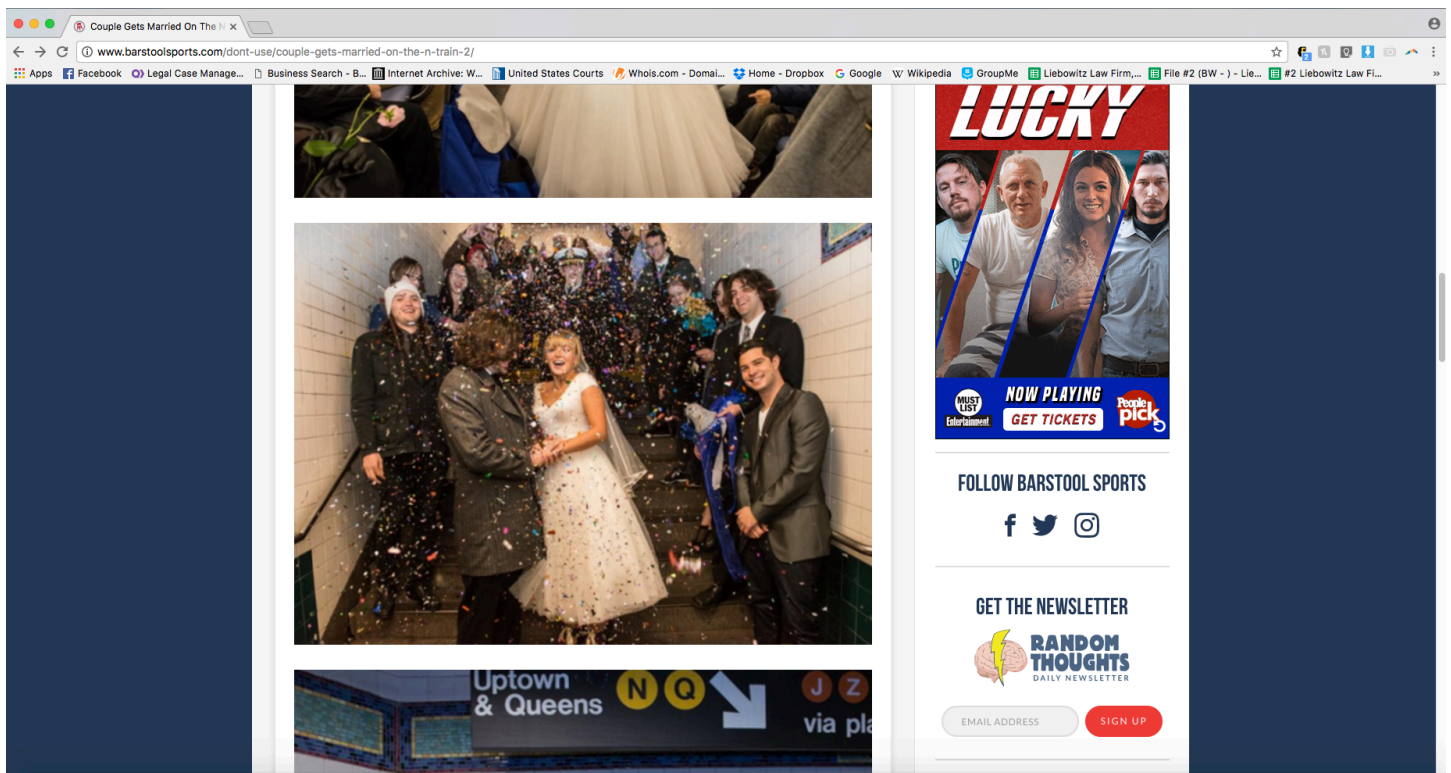 Couple Gets Married On The N
www.barstoolsports.com/dont-use/couple-gets-married-on-the-n-train-2/
Apps
Facebook
Legal Case Manage...
Business Search - B...
Internet Archive: W...
United States Courts
Whois.com - Domai...
Home - Dropbox
Google
Wikipedia
GroupMe
Liebowitz Law Firm,...
File #2 (BW - ) - Lie...
#2 Liebowitz Law Fi...
»
LUCKY
MUST
LIST
Entertainment
NOW PLAYING
GET TICKETS
People
pick
FOLLOW BARSTOOL SPORTS
GET THE NEWSLETTER
RANDOM
THOUGHTS
DAILY NEWSLETTER
EMAIL ADDRESS
SIGN UP
Uptown
& Queens
N Q
J Z
via pla